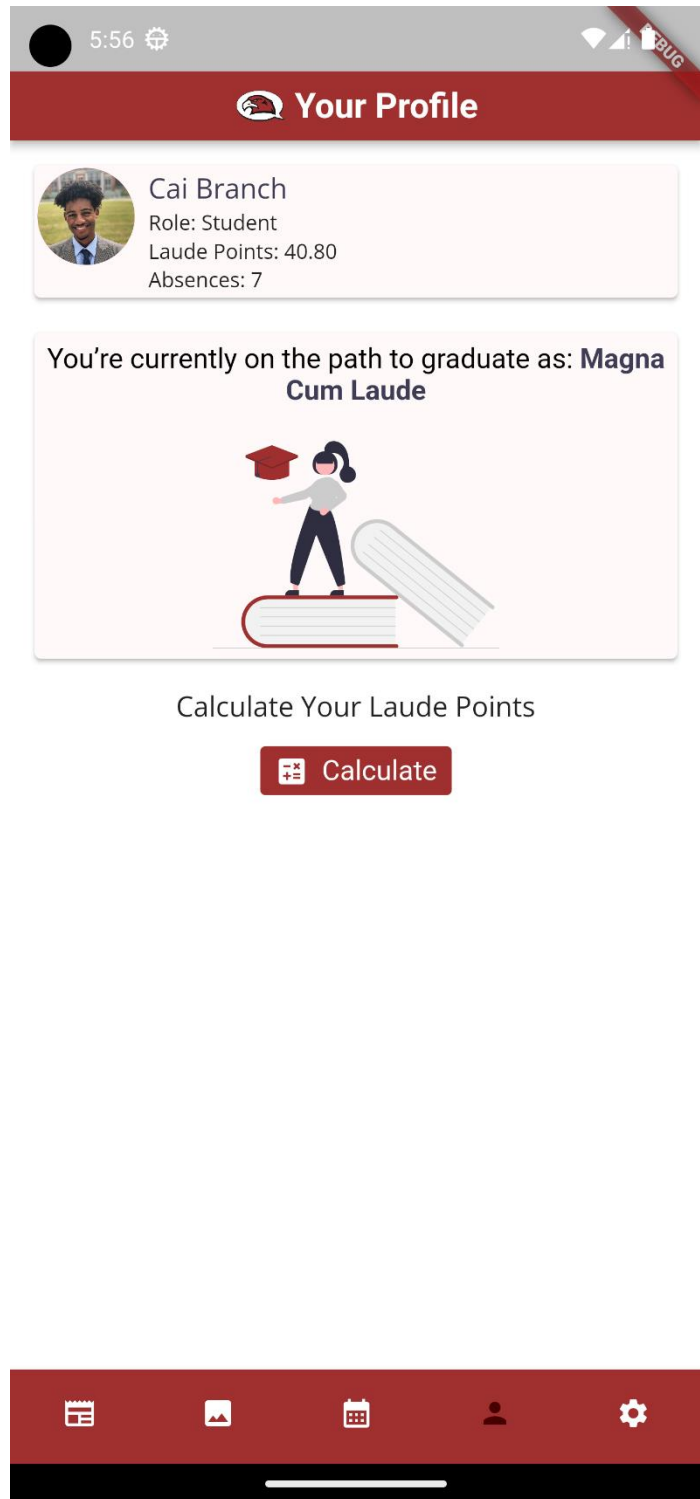 5:56
DEBUG
Your Profile
Cai Branch
Role: Student
Laude Points: 40.80
Absences: 7
You’re currently on the path to graduate as: Magna
Cum Laude
Calculate Your Laude Points
Calculate